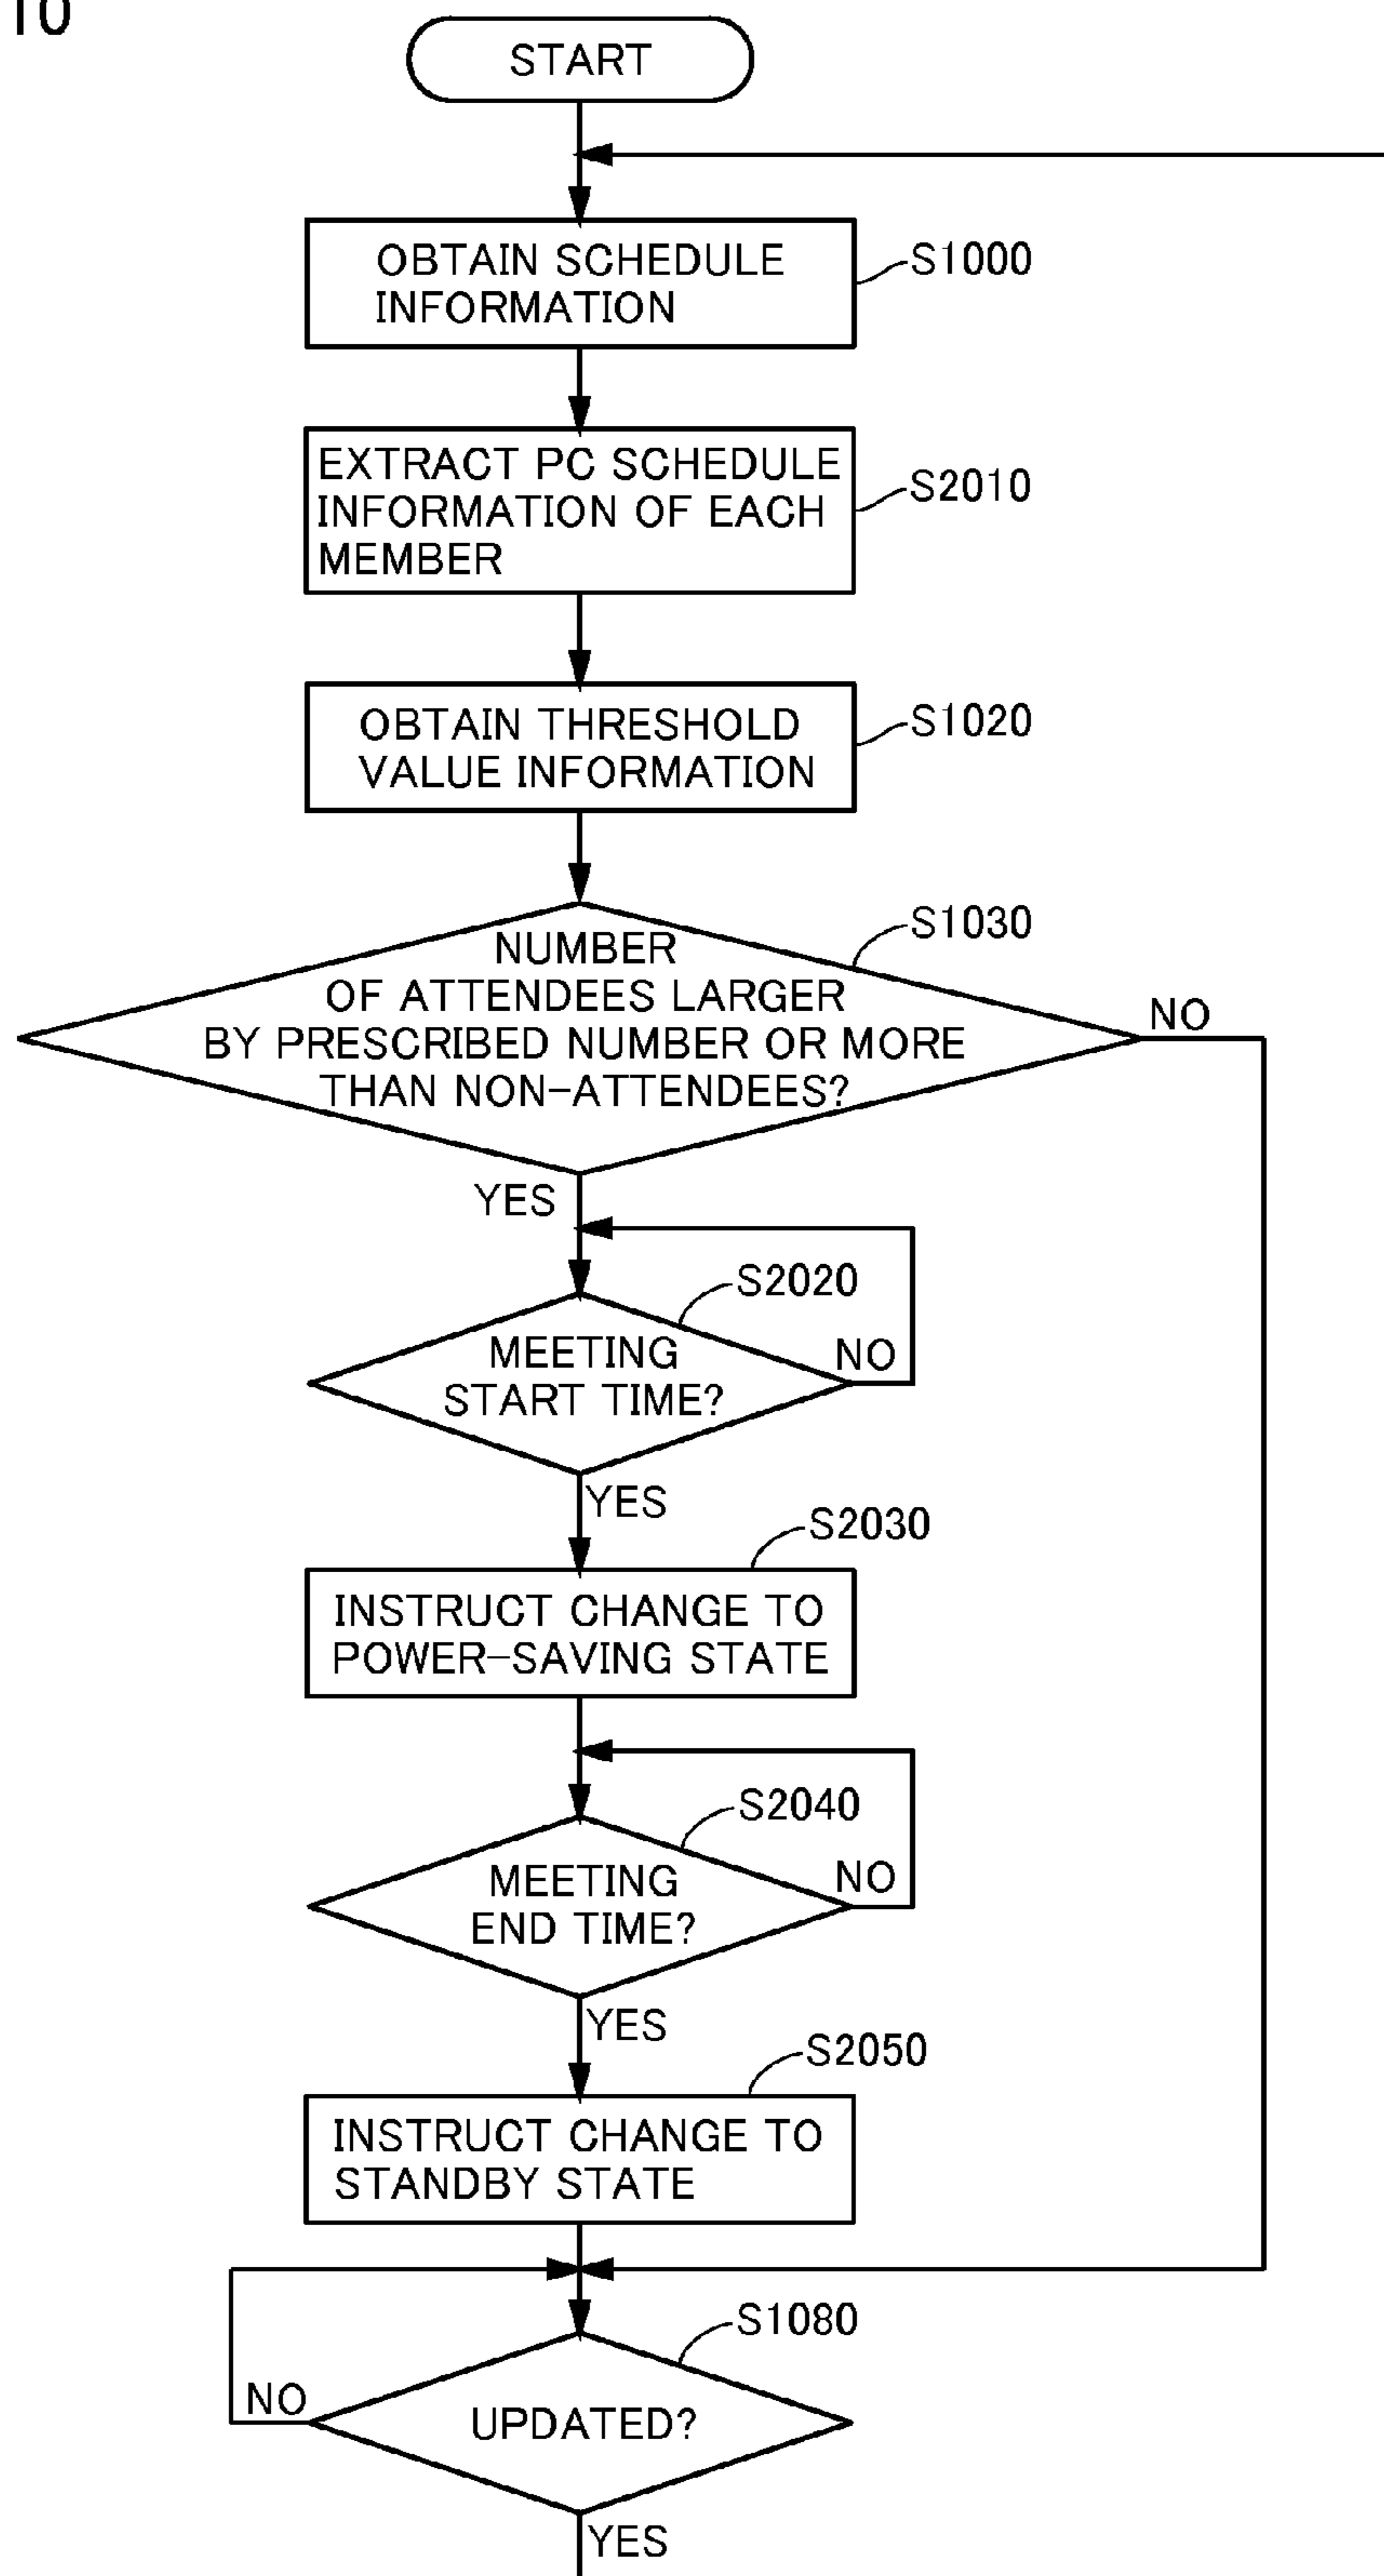 10
START
OBTAIN SCHEDULE
INFORMATION
S1000
EXTRACT PC SCHEDULE
INFORMATION OF EACH
MEMBER
S2010
OBTAIN THRESHOLD
VALUE INFORMATION
S1020
S1030
NUMBER
OF ATTENDEES LARGER
BY PRESCRIBED NUMBER OR MORE
THAN NON-ATTENDEES?
NO
YES
S2020
MEETING
START TIME?
NO
YES
S2030
INSTRUCT CHANGE TO
POWER-SAVING STATE
S2040
MEETING
END TIME?
NO
YES
S2050
INSTRUCT CHANGE TO
STANDBY STATE
S1080
NO
UPDATED?
YES